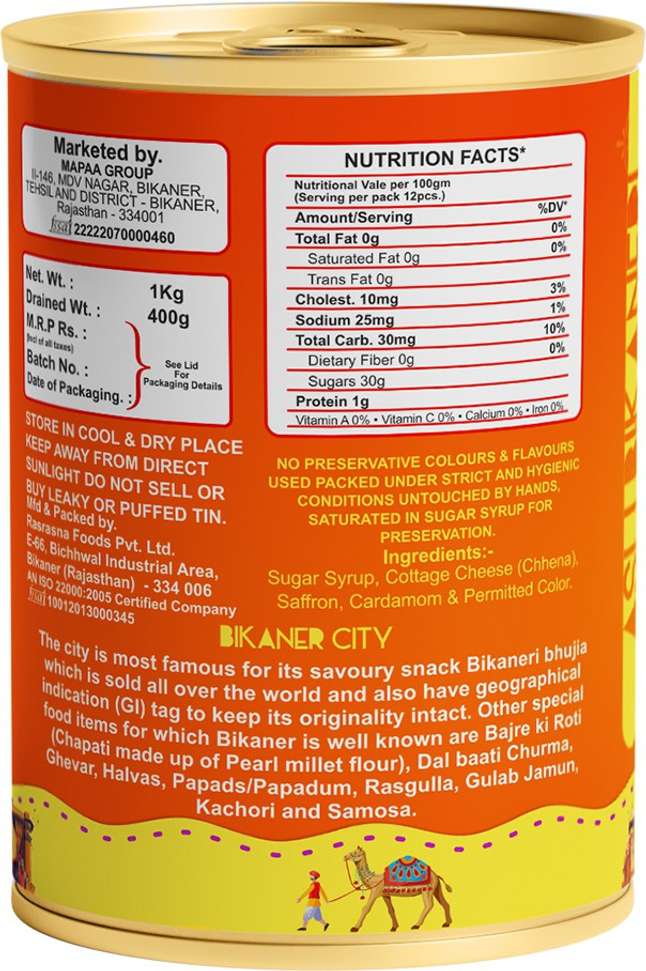 Marketed by.
MAPAA GROUP
II-146, MDV NAGAR, BIKANER,
TEHSIL AND DISTRICT - BIKANER,
Rajasthan - 334001
fssai 22222070000460
Net. Wt. : 1Kg
Drained Wt. : 400g
M.R.P Rs. :
(Incl of all taxes)
Batch No. :
Date of Packaging. :
See Lid
For
Packaging Details
STORE IN COOL & DRY PLACE
KEEP AWAY FROM DIRECT
SUNLIGHT DO NOT SELL OR
BUY LEAKY OR PUFFED TIN.
Mfd & Packed by.
Rasrasna Foods Pvt. Ltd.
E-66, Bichhwal Industrial Area,
Bikaner (Rajasthan) - 334 006
AN ISO 22000:2005 Certified Company
fssai 10012013000345
NUTRITION FACTS*
Nutritional Vale per 100gm
(Serving per pack 12pcs.)
Amount/Serving %DV*
Total Fat 0g 0%
Saturated Fat 0g 0%
Trans Fat 0g
Cholest. 10mg 3%
Sodium 25mg 1%
Total Carb. 30mg 10%
Dietary Fiber 0g 0%
Sugars 30g
Protein 1g
Vitamin A 0% • Vitamin C 0% • Calcium 0% • Iron 0%
NO PRESERVATIVE COLOURS & FLAVOURS
USED PACKED UNDER STRICT AND HYGIENIC
CONDITIONS UNTOUCHED BY HANDS,
SATURATED IN SUGAR SYRUP FOR
PRESERVATION.
Ingredients:-
Sugar Syrup, Cottage Cheese (Chhena),
Saffron, Cardamom & Permitted Color.
BIKANER CITY
The city is most famous for its savoury snack Bikaneri bhujia
which is sold all over the world and also have geographical
indication (GI) tag to keep its originality intact. Other special
food items for which Bikaner is well known are Bajre ki Roti
(Chapati made up of Pearl millet flour), Dal baati Churma,
Ghevar, Halvas, Papads/Papadum, Rasgulla, Gulab Jamun,
Kachori and Samosa.